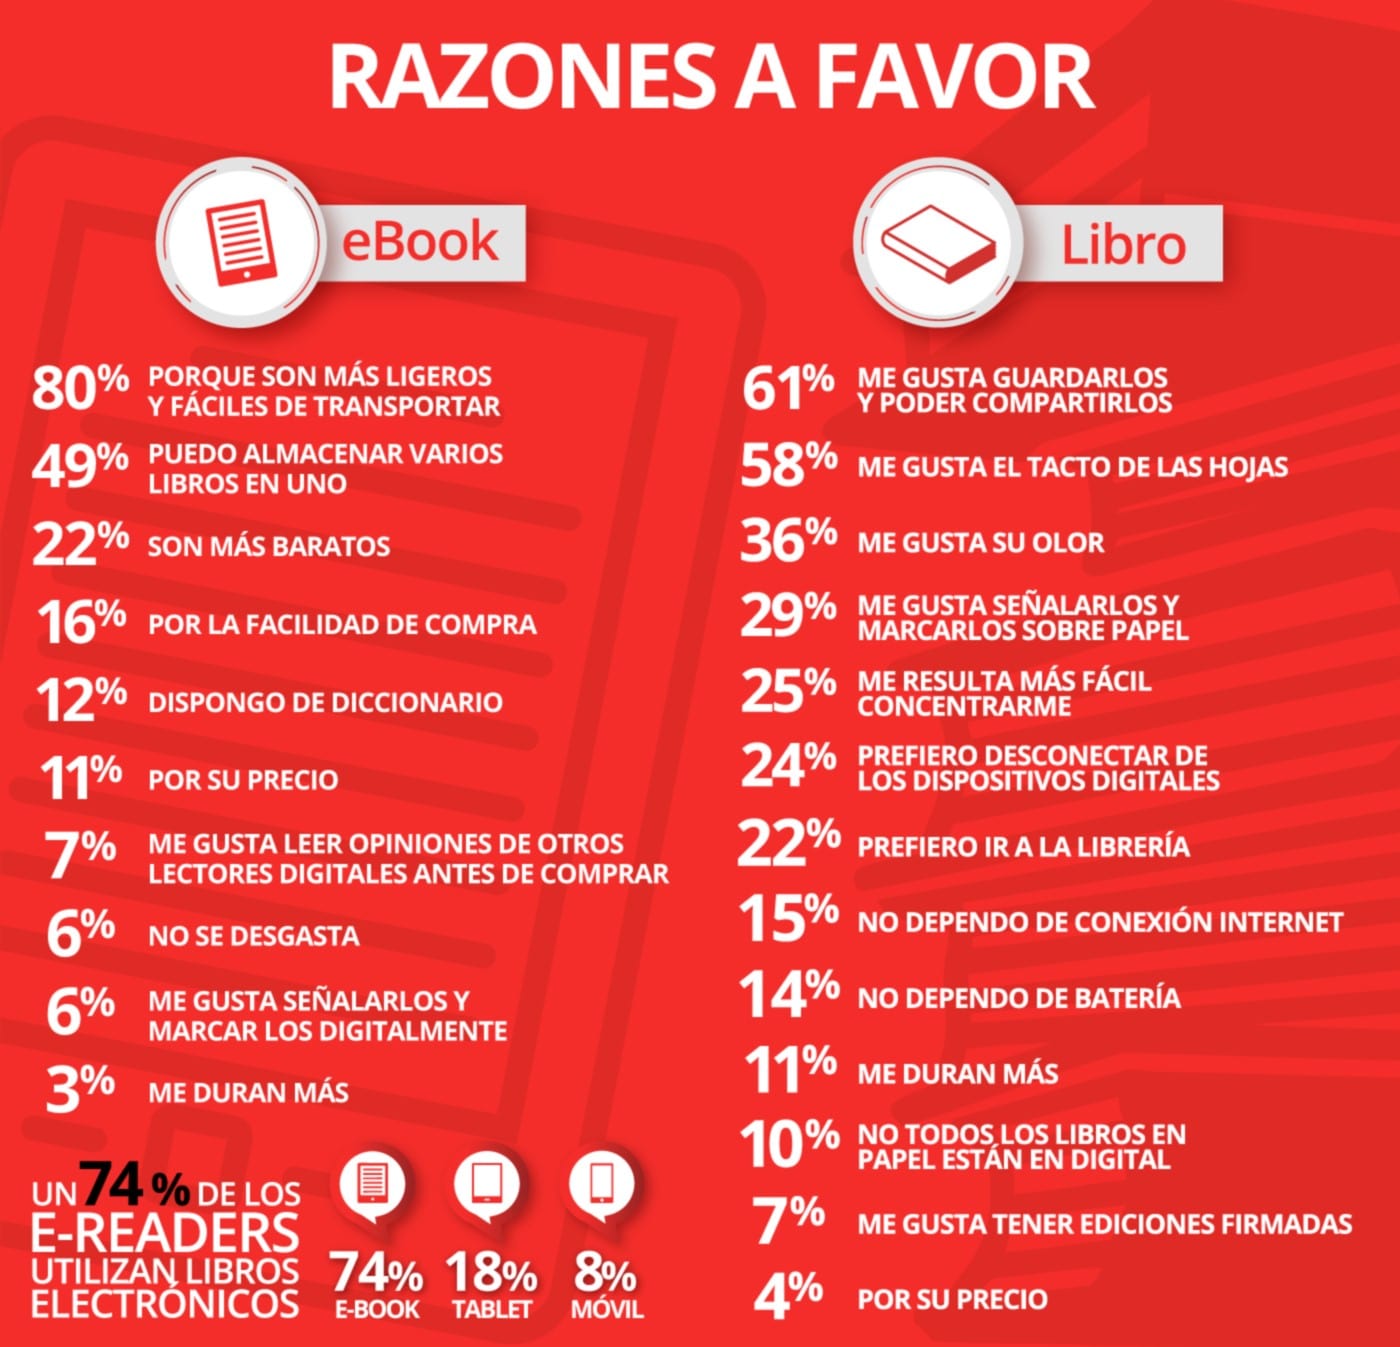 RAZONES A FAVOR
eBook
80% PORQUE SON MÁS LIGEROS
Y FÁCILES DE TRANSPORTAR
49% PUEDO ALMACENAR VARIOS
LIBROS EN UNO
22% SON MÁS BARATOS
16% POR LA FACILIDAD DE COMPRA
12% DISPONGO DE DICCIONARIO
11% POR SU PRECIO
7% ME GUSTA LEER OPINIONES DE OTROS
LECTORES DIGITALES ANTES DE COMPRAR
6% NO SE DESGASTA
6% ME GUSTA SEÑALARLOS Y
MARCAR LOS DIGITALMENTE
3% ME DURAN MÁS
UN 74 % DE LOS
E-READERS
UTILIZAN LIBROS
ELECTRÓNICOS
74% 18% 8%
E-BOOK TABLET MÓVIL
Libro
61% ME GUSTA GUARDARLOS
Y PODER COMPARTIRLOS
58% ME GUSTA EL TACTO DE LAS HOJAS
36% ME GUSTA SU OLOR
29% ME GUSTA SEÑALARLOS Y
MARCARLOS SOBRE PAPEL
25% ME RESULTA MÁS FÁCIL
CONCENTRARME
24% PREFIERO DESCONECTAR DE
LOS DISPOSITIVOS DIGITALES
22% PREFIERO IR A LA LIBRERÍA
15% NO DEPENDO DE CONEXIÓN INTERNET
14% NO DEPENDO DE BATERÍA
11% ME DURAN MÁS
10% NO TODOS LOS LIBROS EN
PAPEL ESTÁN EN DIGITAL
7% ME GUSTA TENER EDICIONES FIRMADAS
4% POR SU PRECIO